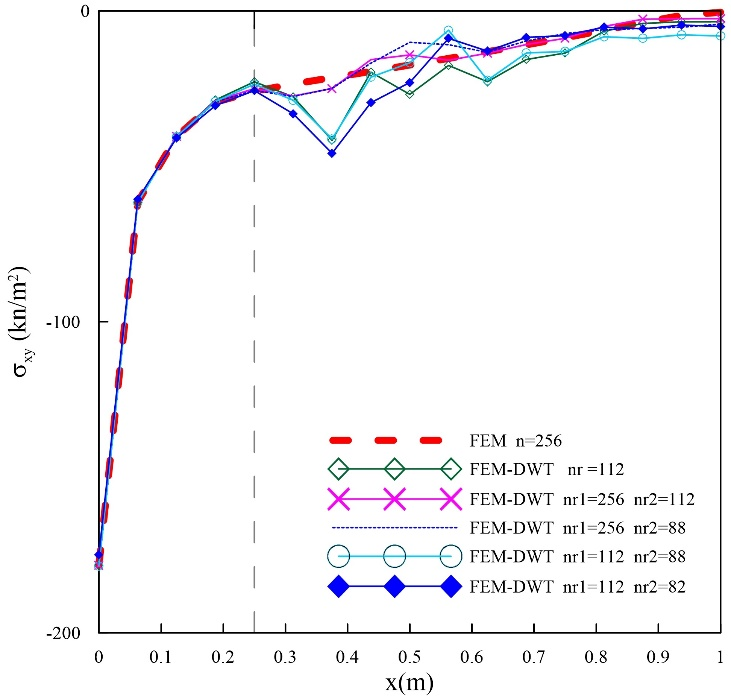 0
-100
-200
σxy (kn/m²)
FEM n=256
FEM-DWT nr =112
FEM-DWT nr1=256 nr2=112
FEM-DWT nr1=256 nr2=88
FEM-DWT nr1=112 nr2=88
FEM-DWT nr1=112 nr2=82
0 0.1 0.2 0.3 0.4 0.5 0.6 0.7 0.8 0.9 1
x(m)